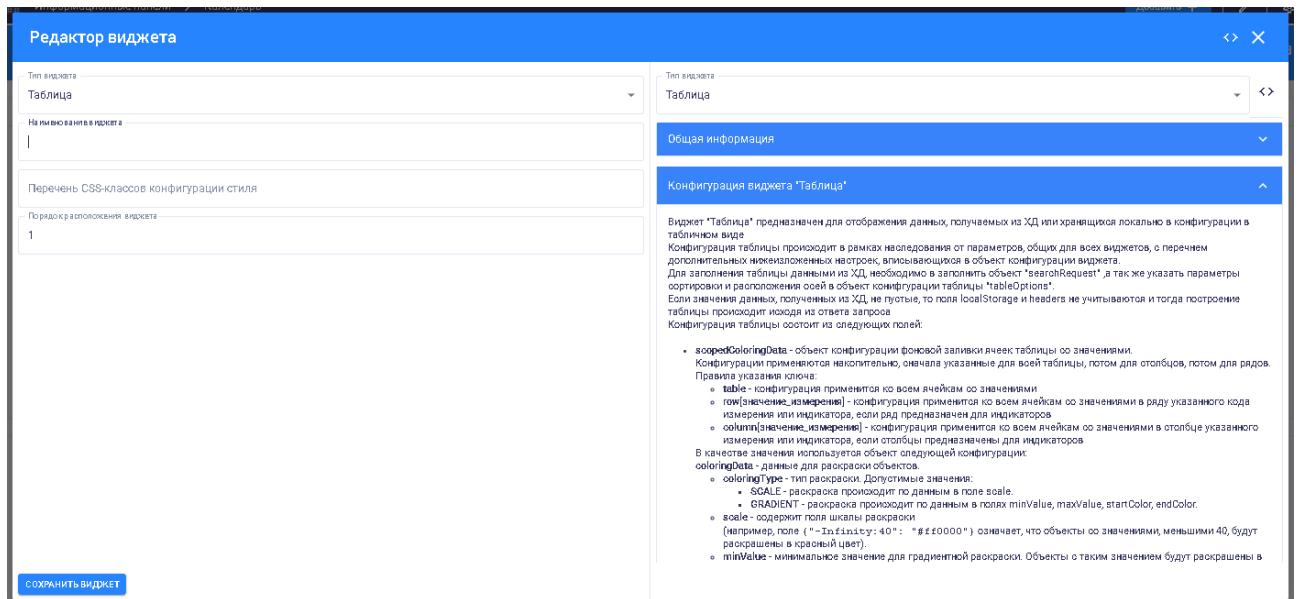 Информационные панели > Календарь
Добавить +
Редактор виджета
Тип виджета
Таблица
Наименование виджета
Перечень CSS-классов конфигурации стиля
Порядок расположения виджета
1
СОХРАНИТЬ ВИДЖЕТ
Тип виджета
Таблица
Общая информация
Конфигурация виджета "Таблица"
Виджет "Таблица" предназначен для отображения данных, получаемых из ХД или хранящихся локально в конфигурации в
табличном виде
Конфигурация таблицы происходит в рамках наследования от параметров, общих для всех виджетов, с перечнем
дополнительных нижеизложенных настроек, вписывающихся в объект конфигурации виджета.
Для заполнения таблицы данными из ХД, необходимо в заполнить объект "searchRequest" ,а так же указать параметры
сортировки и расположения осей в объект конифгурации таблицы "tableOptions".
Если значения данных, полученных из ХД, не пустые, то поля localStorage и headers не учитываются и тогда построение
таблицы происходит исходя из ответа запроса
Конфигурация таблицы состоит из следующих полей:
• scopedColoringData - объект конфигурации фоновой заливки ячеек таблицы со значениями.
Конфигурации применяются накопительно, сначала указанные для всей таблицы, потом для столбцов, потом для рядов.
Правила указания ключа:
◦ table - конфигурация применится ко всем ячейкам со значениями
◦ row[значение_измерения] - конфигурация применится ко всем ячейкам со значениями в ряду указанного кода
измерения или индикатора, если ряд предназначен для индикаторов
◦ column[значение_измерения] - конфигурация применится ко всем ячейкам со значениями в столбце указанного
измерения или индикатора, если столбцы предназначены для индикаторов
В качестве значения используется объект следующей конфигурации:
coloringData - данные для раскраски объектов.
◦ coloringType - тип раскраски. Допустимые значения:
▪ SCALE - раскраска происходит по данным в поле scale.
▪ GRADIENT - раскраска происходит по данным в полях minValue, maxValue, startColor, endColor.
◦ scale - содержит поля шкалы раскраски
(например, поле {"-Infinity:40": "#ff0000"} означает, что объекты со значениями, меньшими 40, будут
раскрашены в красный цвет).
◦ minValue - минимальное значение для градиентной раскраски. Объекты с таким значением будут раскрашены в